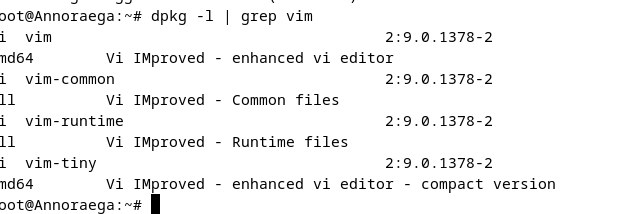 oot@Annoraega:~# dpkg -l | grep vim
i  vim                                     2:9.0.1378-2
md64        Vi IMproved - enhanced vi editor
i  vim-common                              2:9.0.1378-2
ll          Vi IMproved - Common files
i  vim-runtime                             2:9.0.1378-2
ll          Vi IMproved - Runtime files
i  vim-tiny                                2:9.0.1378-2
md64        Vi IMproved - enhanced vi editor - compact version
oot@Annoraega:~#